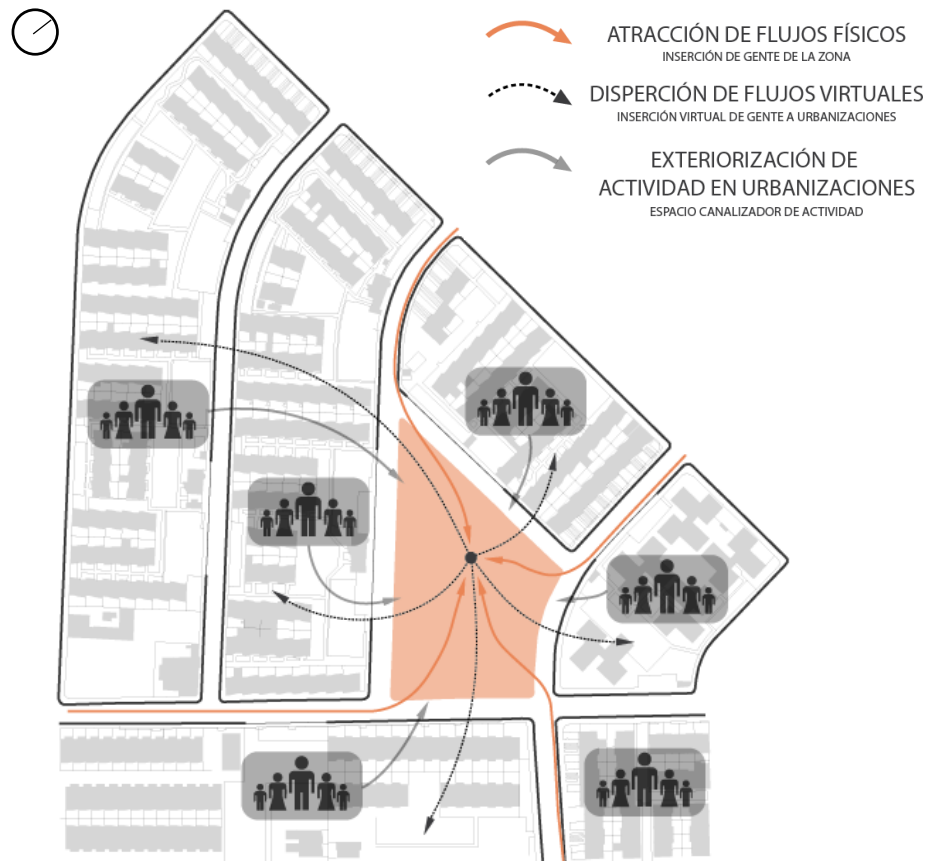 ATRACCIÓN DE FLUJOS FÍSICOS
INSERCIÓN DE GENTE DE LA ZONA
DISPERCIÓN DE FLUJOS VIRTUALES
INSERCIÓN VIRTUAL DE GENTE A URBANIZACIONES
EXTERIORIZACIÓN DE
ACTIVIDAD EN URBANIZACIONES
ESPACIO CANALIZADOR DE ACTIVIDAD